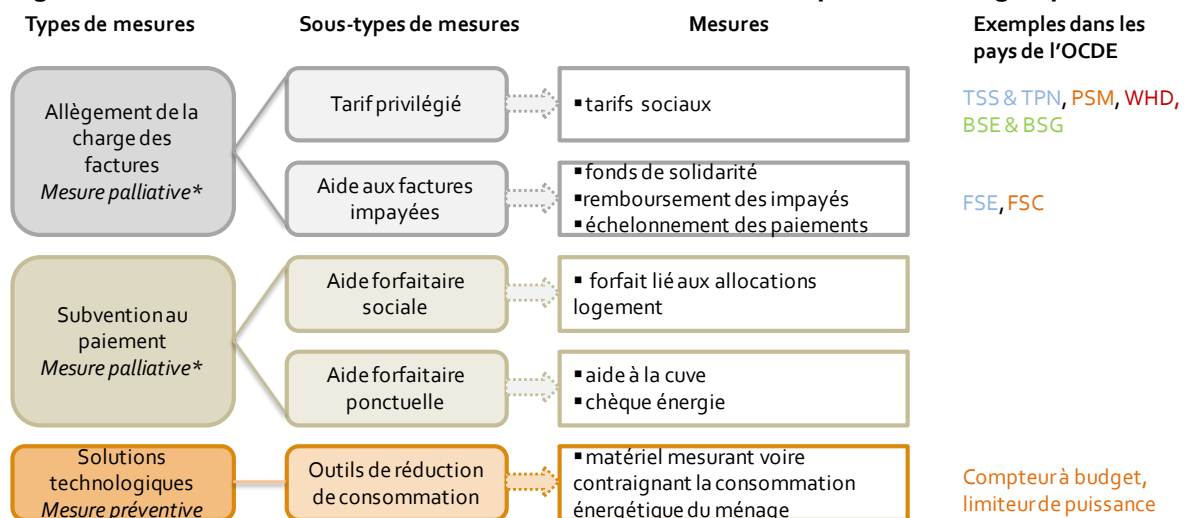 Types de mesures
Sous-types de mesures
Mesures
Exemples dans les
pays de l'OCDE
Allègement de la
charge des
factures
Mesure palliative*
Tarif privilégié
▪tarifs sociaux
TSS & TPN, PSM, WHD,
BSE & BSG
Aide aux factures
impayées
▪fonds de solidarité
▪remboursement des impayés
▪échelonnement des paiements
FSE, FSC
Subvention au
paiement
Mesure palliative*
Aide forfaitaire
sociale
▪ forfait lié aux allocations
logement
Aide forfaitaire
ponctuelle
▪aide à la cuve
▪chèque énergie
Solutions
technologiques
Mesure préventive
Outils de réduction
de consommation
▪matériel mesurant voire
contraignant la consommation
énergétique du ménage
Compteur à budget,
limiteur de puissance